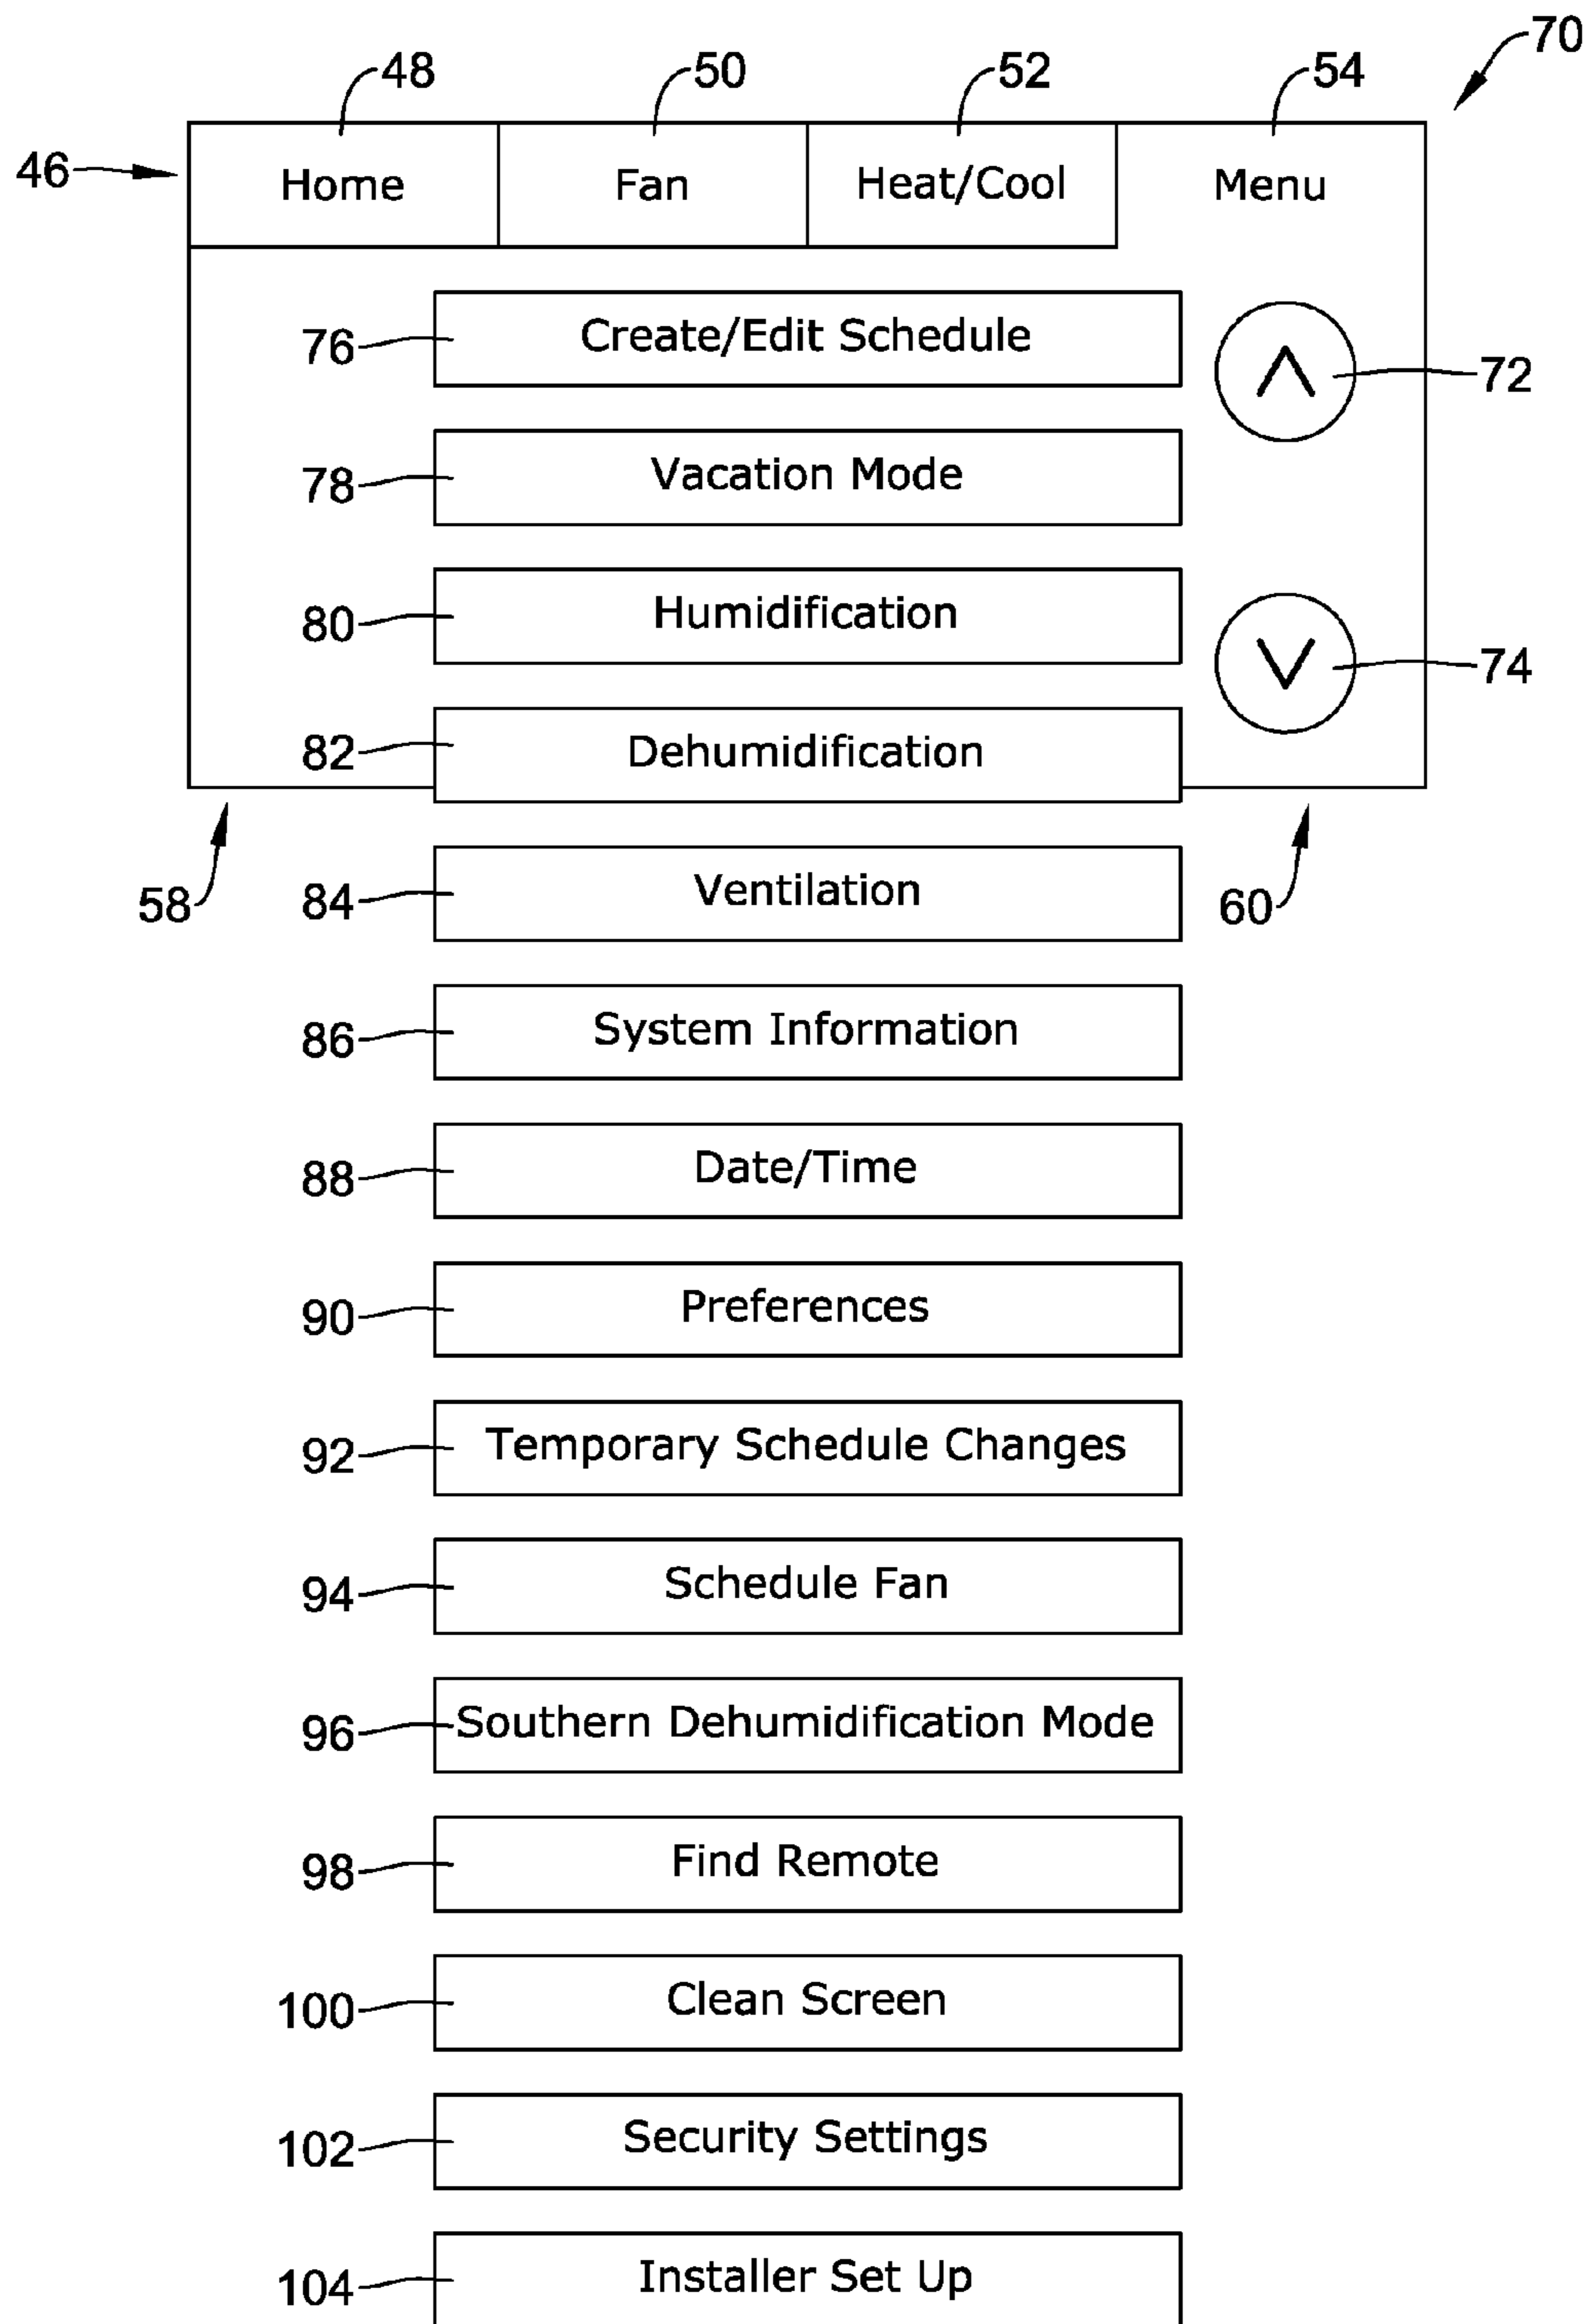 70
48 50 52 54
46 Home Fan Heat/Cool Menu
76 Create/Edit Schedule 72
78 Vacation Mode
80 Humidification
74
82 Dehumidification
58 84 Ventilation 60
86 System Information
88 Date/Time
90 Preferences
92 Temporary Schedule Changes
94 Schedule Fan
96 Southern Dehumidification Mode
98 Find Remote
100 Clean Screen
102 Security Settings
104 Installer Set Up